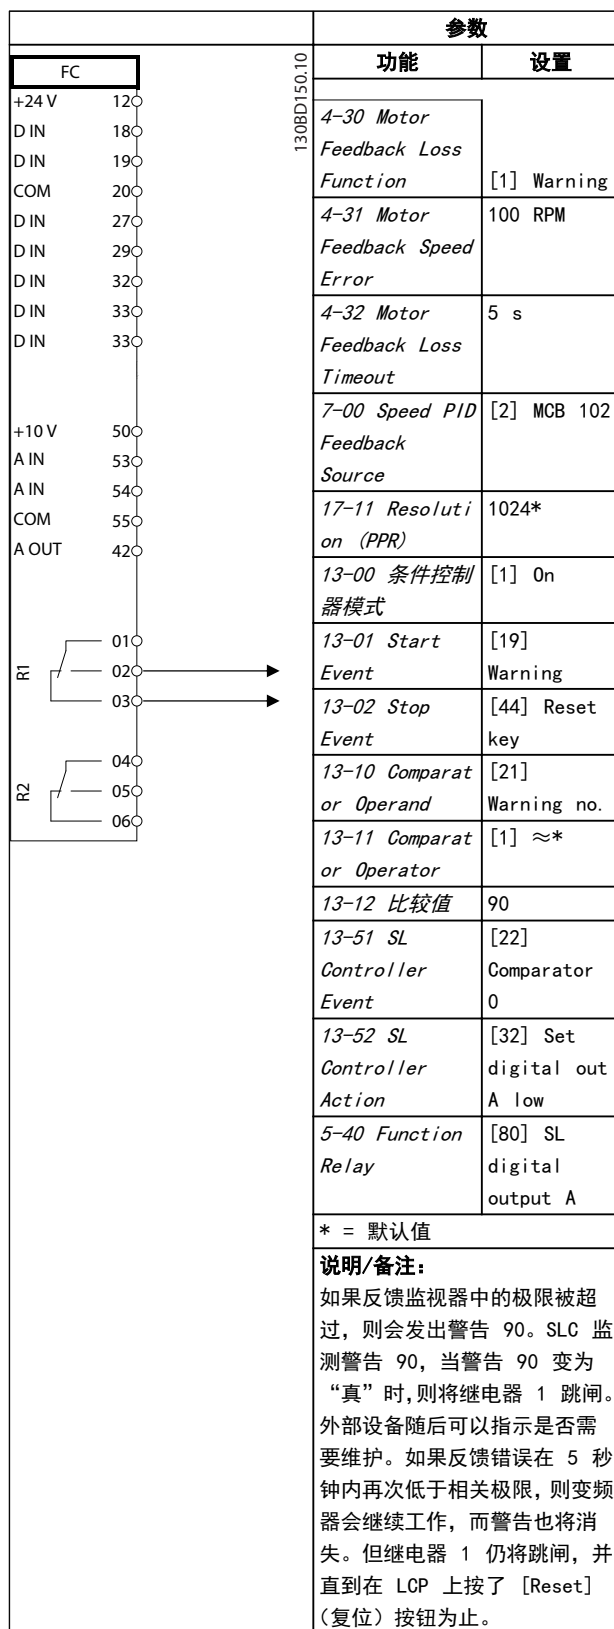 FC
+24 V 12
D IN 18
D IN 19
COM 20
D IN 27
D IN 29
D IN 32
D IN 33
D IN 33
+10 V 50
A IN 53
A IN 54
COM 55
A OUT 42
R1
01
02
03
R2
04
05
06
130BD150.10
参数
功能 设置
4-30 Motor
Feedback Loss
Function [1] Warning
4-31 Motor 100 RPM
Feedback Speed
Error
4-32 Motor 5 s
Feedback Loss
Timeout
7-00 Speed PID [2] MCB 102
Feedback
Source
17-11 Resoluti 1024*
on (PPR)
13-00 条件控制 [1] On
器模式
13-01 Start [19]
Event Warning
13-02 Stop [44] Reset
Event key
13-10 Comparat [21]
or Operand Warning no.
13-11 Comparat [1] ≈*
or Operator
13-12 比较值 90
13-51 SL [22]
Controller Comparator
Event 0
13-52 SL [32] Set
Controller digital out
Action A low
5-40 Function [80] SL
Relay digital
output A
* = 默认值
说明/备注：
如果反馈监视器中的极限被超
过，则会发出警告 90。SLC 监
测警告 90，当警告 90 变为
“真”时,则将继电器 1 跳闸。
外部设备随后可以指示是否需
要维护。如果反馈错误在 5 秒
钟内再次低于相关极限，则变频
器会继续工作，而警告也将消
失。但继电器 1 仍将跳闸，并
直到在 LCP 上按了 [Reset]
（复位）按钮为止。